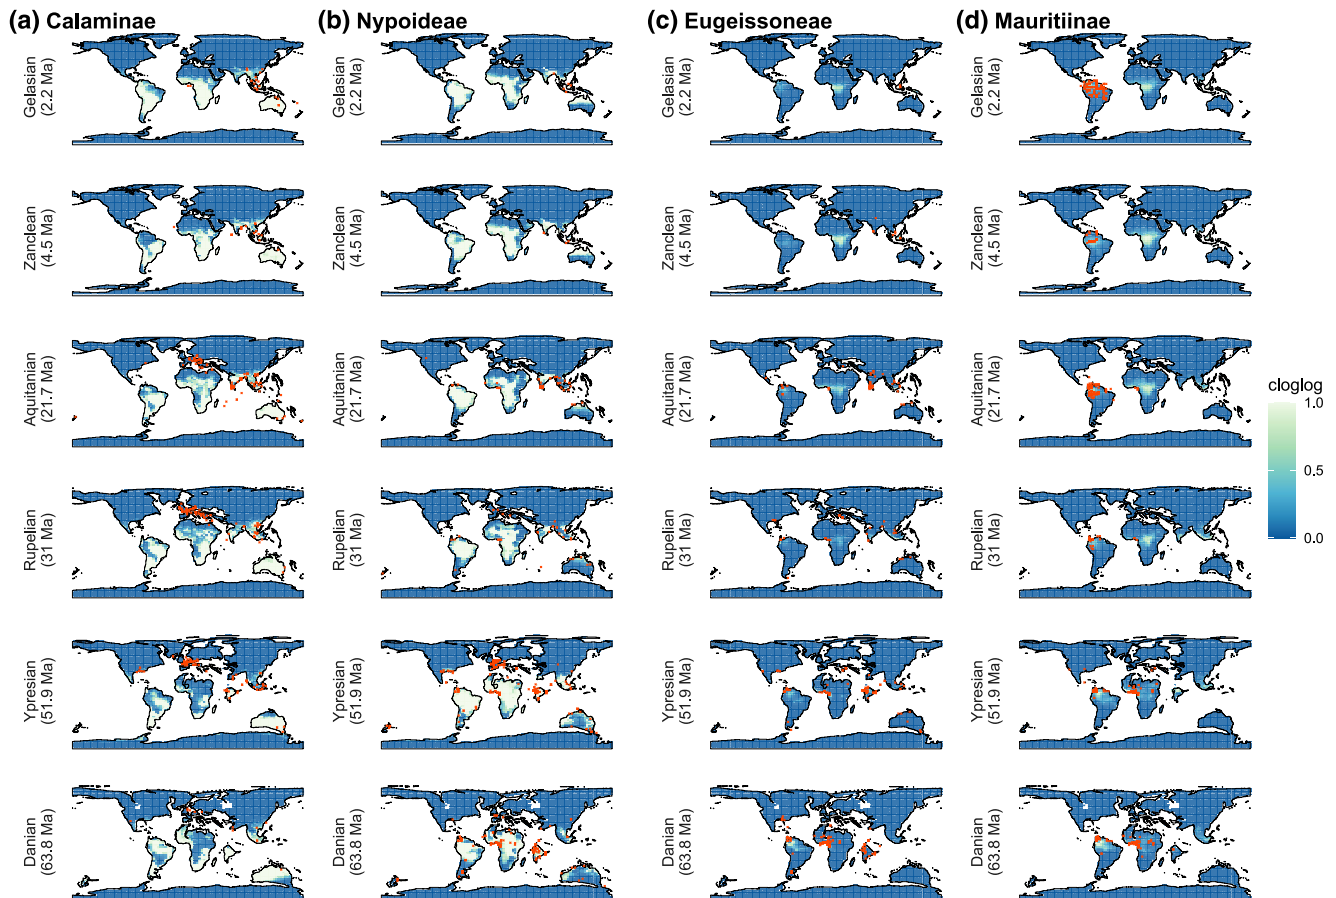 (a) Calaminae
(b) Nypoideae
(c) Eugeissoneae
(d) Mauritiinae
Gelasian
(2.2 Ma)
Gelasian
(2.2 Ma)
Gelasian
(2.2 Ma)
Gelasian
(2.2 Ma)
Zanclean
(4.5 Ma)
Zanclean
(4.5 Ma)
Zanclean
(4.5 Ma)
Zanclean
(4.5 Ma)
Aquitanian
(21.7 Ma)
Aquitanian
(21.7 Ma)
Aquitanian
(21.7 Ma)
Aquitanian
(21.7 Ma)
cloglog
1.0
0.5
0.0
Rupelian
(31 Ma)
Rupelian
(31 Ma)
Rupelian
(31 Ma)
Rupelian
(31 Ma)
Ypresian
(51.9 Ma)
Ypresian
(51.9 Ma)
Ypresian
(51.9 Ma)
Ypresian
(51.9 Ma)
Danian
(63.8 Ma)
Danian
(63.8 Ma)
Danian
(63.8 Ma)
Danian
(63.8 Ma)